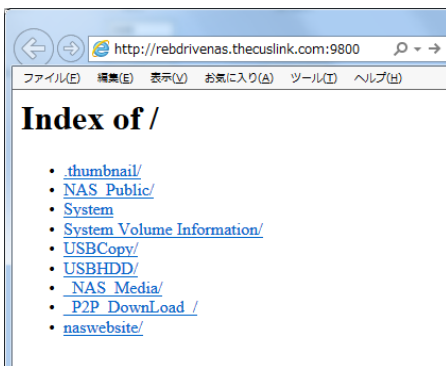 http://rebdrivenas.thecuslink.com:9800
ファイル(F) 編集(E) 表示(V) お気に入り(A) ツール(T) ヘルプ(H)
Index of /
.thumbnail/
NAS_Public/
System
System Volume Information/
USBCopy/
USBHDD/
_NAS_Media/
_P2P_DownLoad_/
naswebsite/